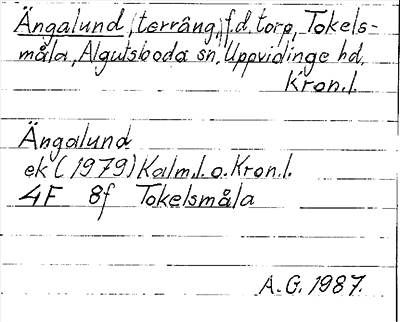 Ängalund, terräng, f.d. torp, Tokels-
måla, Algutsboda sn, Uppvidinge hd,
Kron.l.
Ängalund
ek (1979) Kalm.l. o. Kron.l.
4F 8f Tokelsmåla
A.G. 1987.